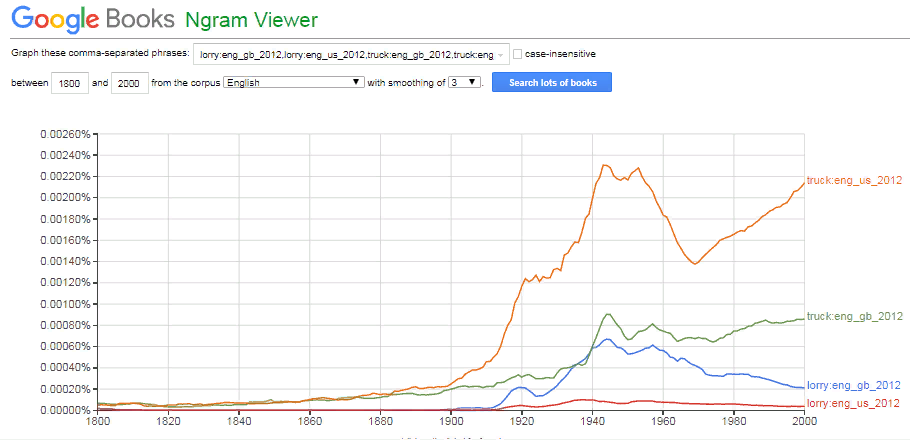 Google Books Ngram Viewer
Graph these comma-separated phrases: lorry:eng_gb_2012,lorry:eng_us_2012,truck:eng_gb_2012,truck:eng case-insensitive
between 1800 and 2000 from the corpus English with smoothing of 3 . Search lots of books
0.00260%
0.00240%
0.00220%
0.00200%
0.00180%
0.00160%
0.00140%
0.00120%
0.00100%
0.00080%
0.00060%
0.00040%
0.00020%
0.00000%
truck:eng_us_2012
truck:eng_gb_2012
lorry:eng_gb_2012
lorry:eng_us_2012
1800 1820 1840 1860 1880 1900 1920 1940 1960 1980 2000